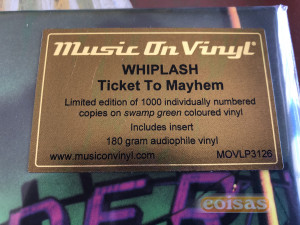 Music On Vinyl®
WHIPLASH
Ticket To Mayhem
Limited edition of 1000 individually numbered
copies on swamp green coloured vinyl
Includes insert
180 gram audiophile vinyl
www.musiconvinyl.com MOVLP3126
coisas